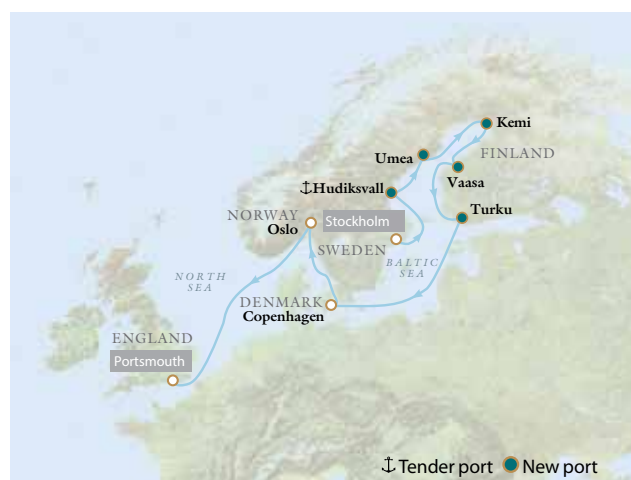 Kemi
Umea
FINLAND
Vaasa
⚓Hudiksvall
Turku
NORWAY
Stockholm
Oslo
SWEDEN
BALTIC
SEA
NORTH
SEA
DENMARK
Copenhagen
ENGLAND
Portsmouth
⚓Tender port New port